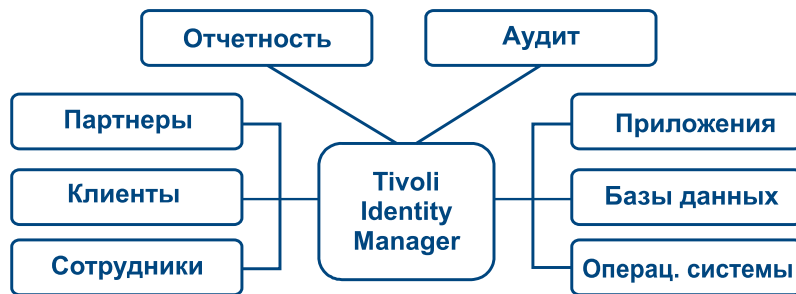 Отчетность
Аудит
Партнеры
Клиенты
Сотрудники
Tivoli
Identity
Manager
Приложения
Базы данных
Операц. системы